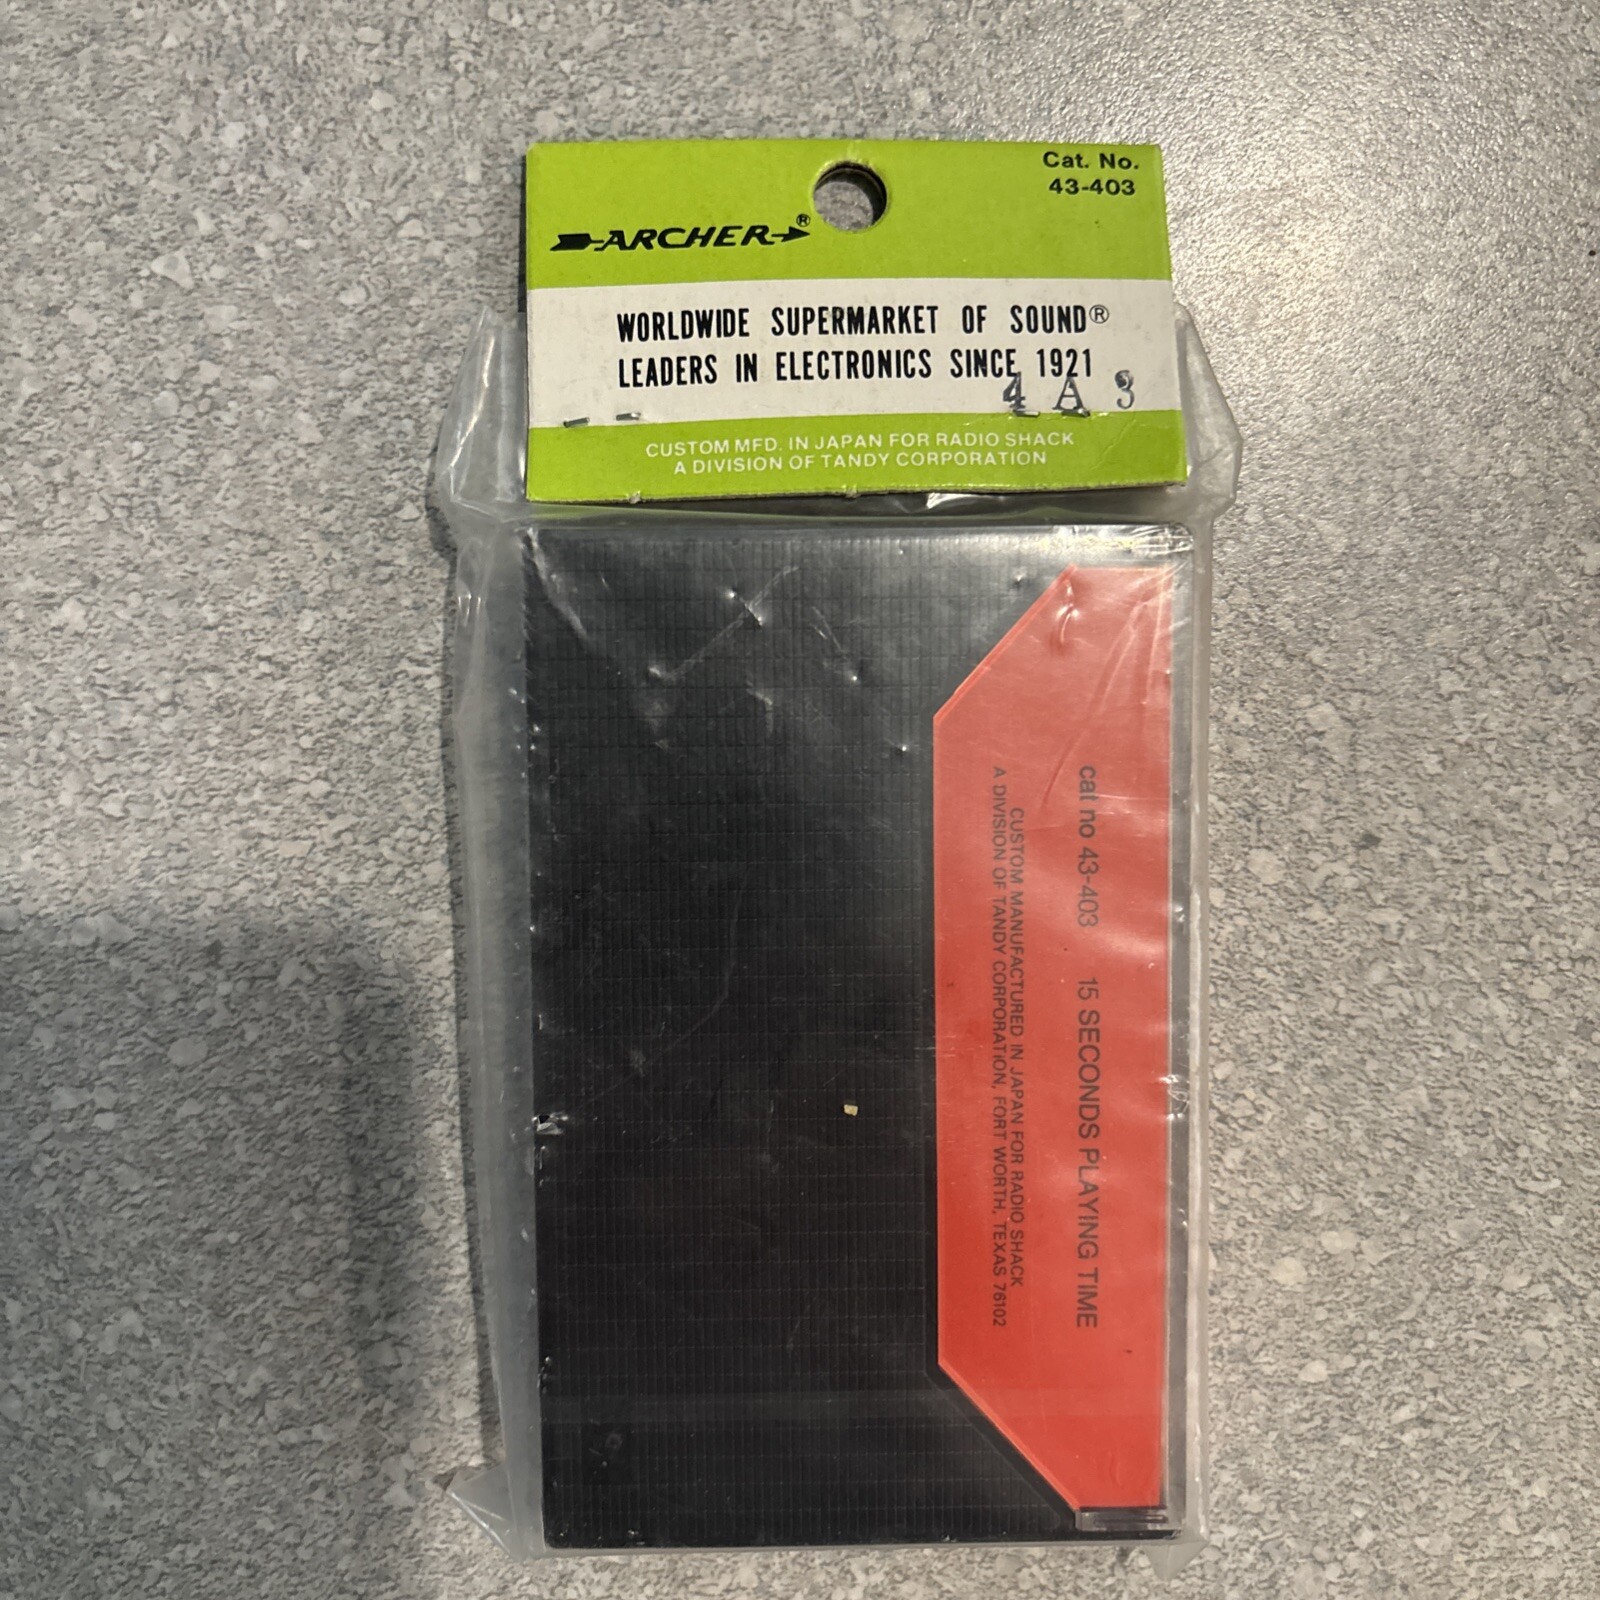 Cat. No.
43-403
ARCHER®
WORLDWIDE SUPERMARKET OF SOUND®
LEADERS IN ELECTRONICS SINCE 1921
4 A 3
CUSTOM MFD. IN JAPAN FOR RADIO SHACK
A DIVISION OF TANDY CORPORATION
cat no 43-403 15 SECONDS PLAYING TIME
CUSTOM MANUFACTURED IN JAPAN FOR RADIO SHACK
A DIVISION OF TANDY CORPORATION, FORT WORTH, TEXAS 76102